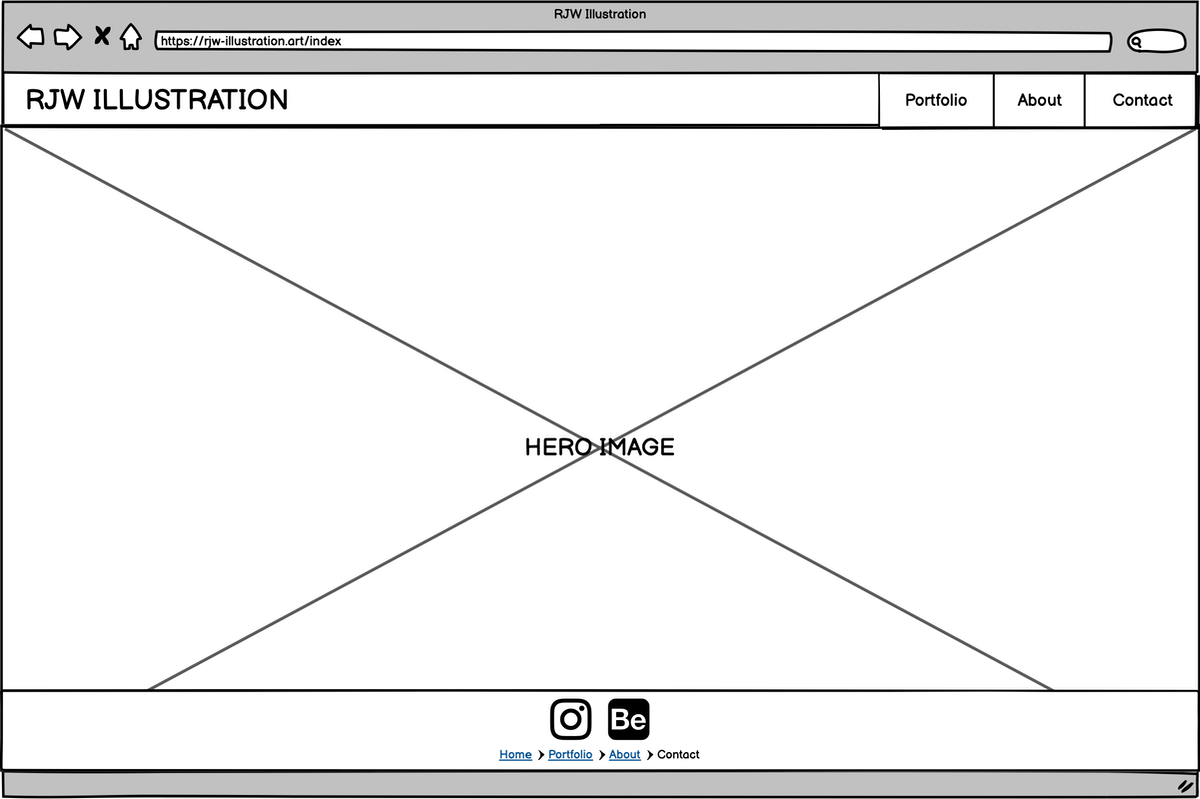 RJW Illustration
https://rjw-illustration.art/index
RJW ILLUSTRATION
Portfolio
About
Contact
HERO IMAGE
Be
Home Portfolio About Contact